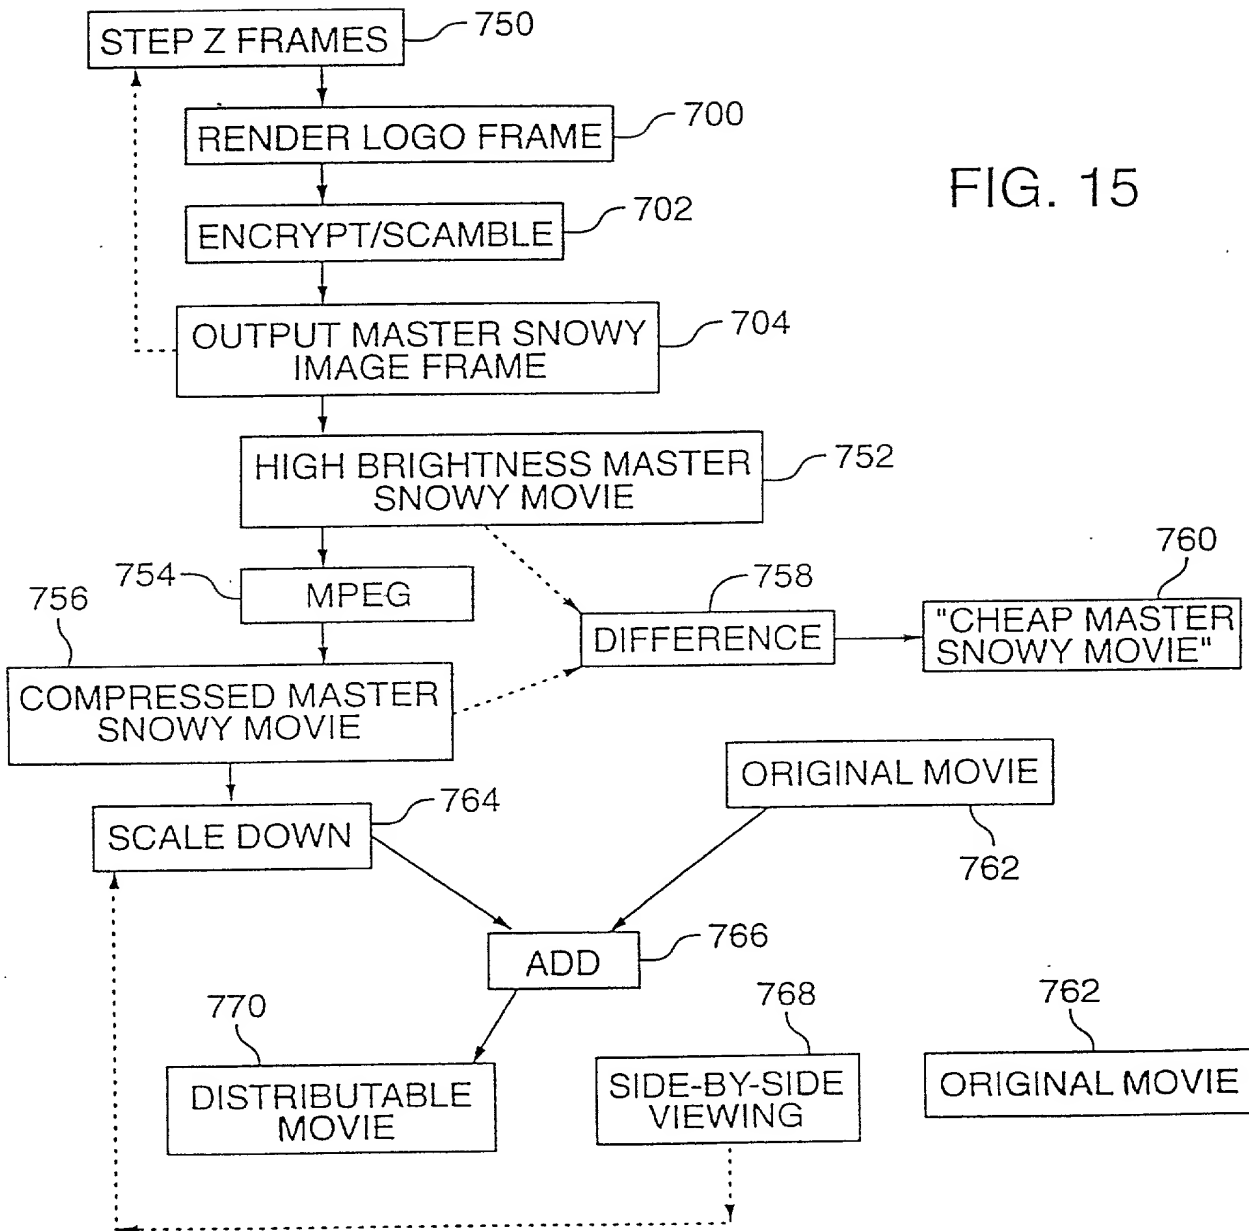 STEP Z FRAMES
750
RENDER LOGO FRAME
700
FIG. 15
ENCRYPT/SCAMBLE
702
OUTPUT MASTER SNOWY
IMAGE FRAME
704
HIGH BRIGHTNESS MASTER
SNOWY MOVIE
752
754
MPEG
756
COMPRESSED MASTER
SNOWY MOVIE
758
DIFFERENCE
760
"CHEAP MASTER
SNOWY MOVIE"
ORIGINAL MOVIE
762
SCALE DOWN
764
ADD
766
770
DISTRIBUTABLE
MOVIE
768
SIDE-BY-SIDE
VIEWING
762
ORIGINAL MOVIE